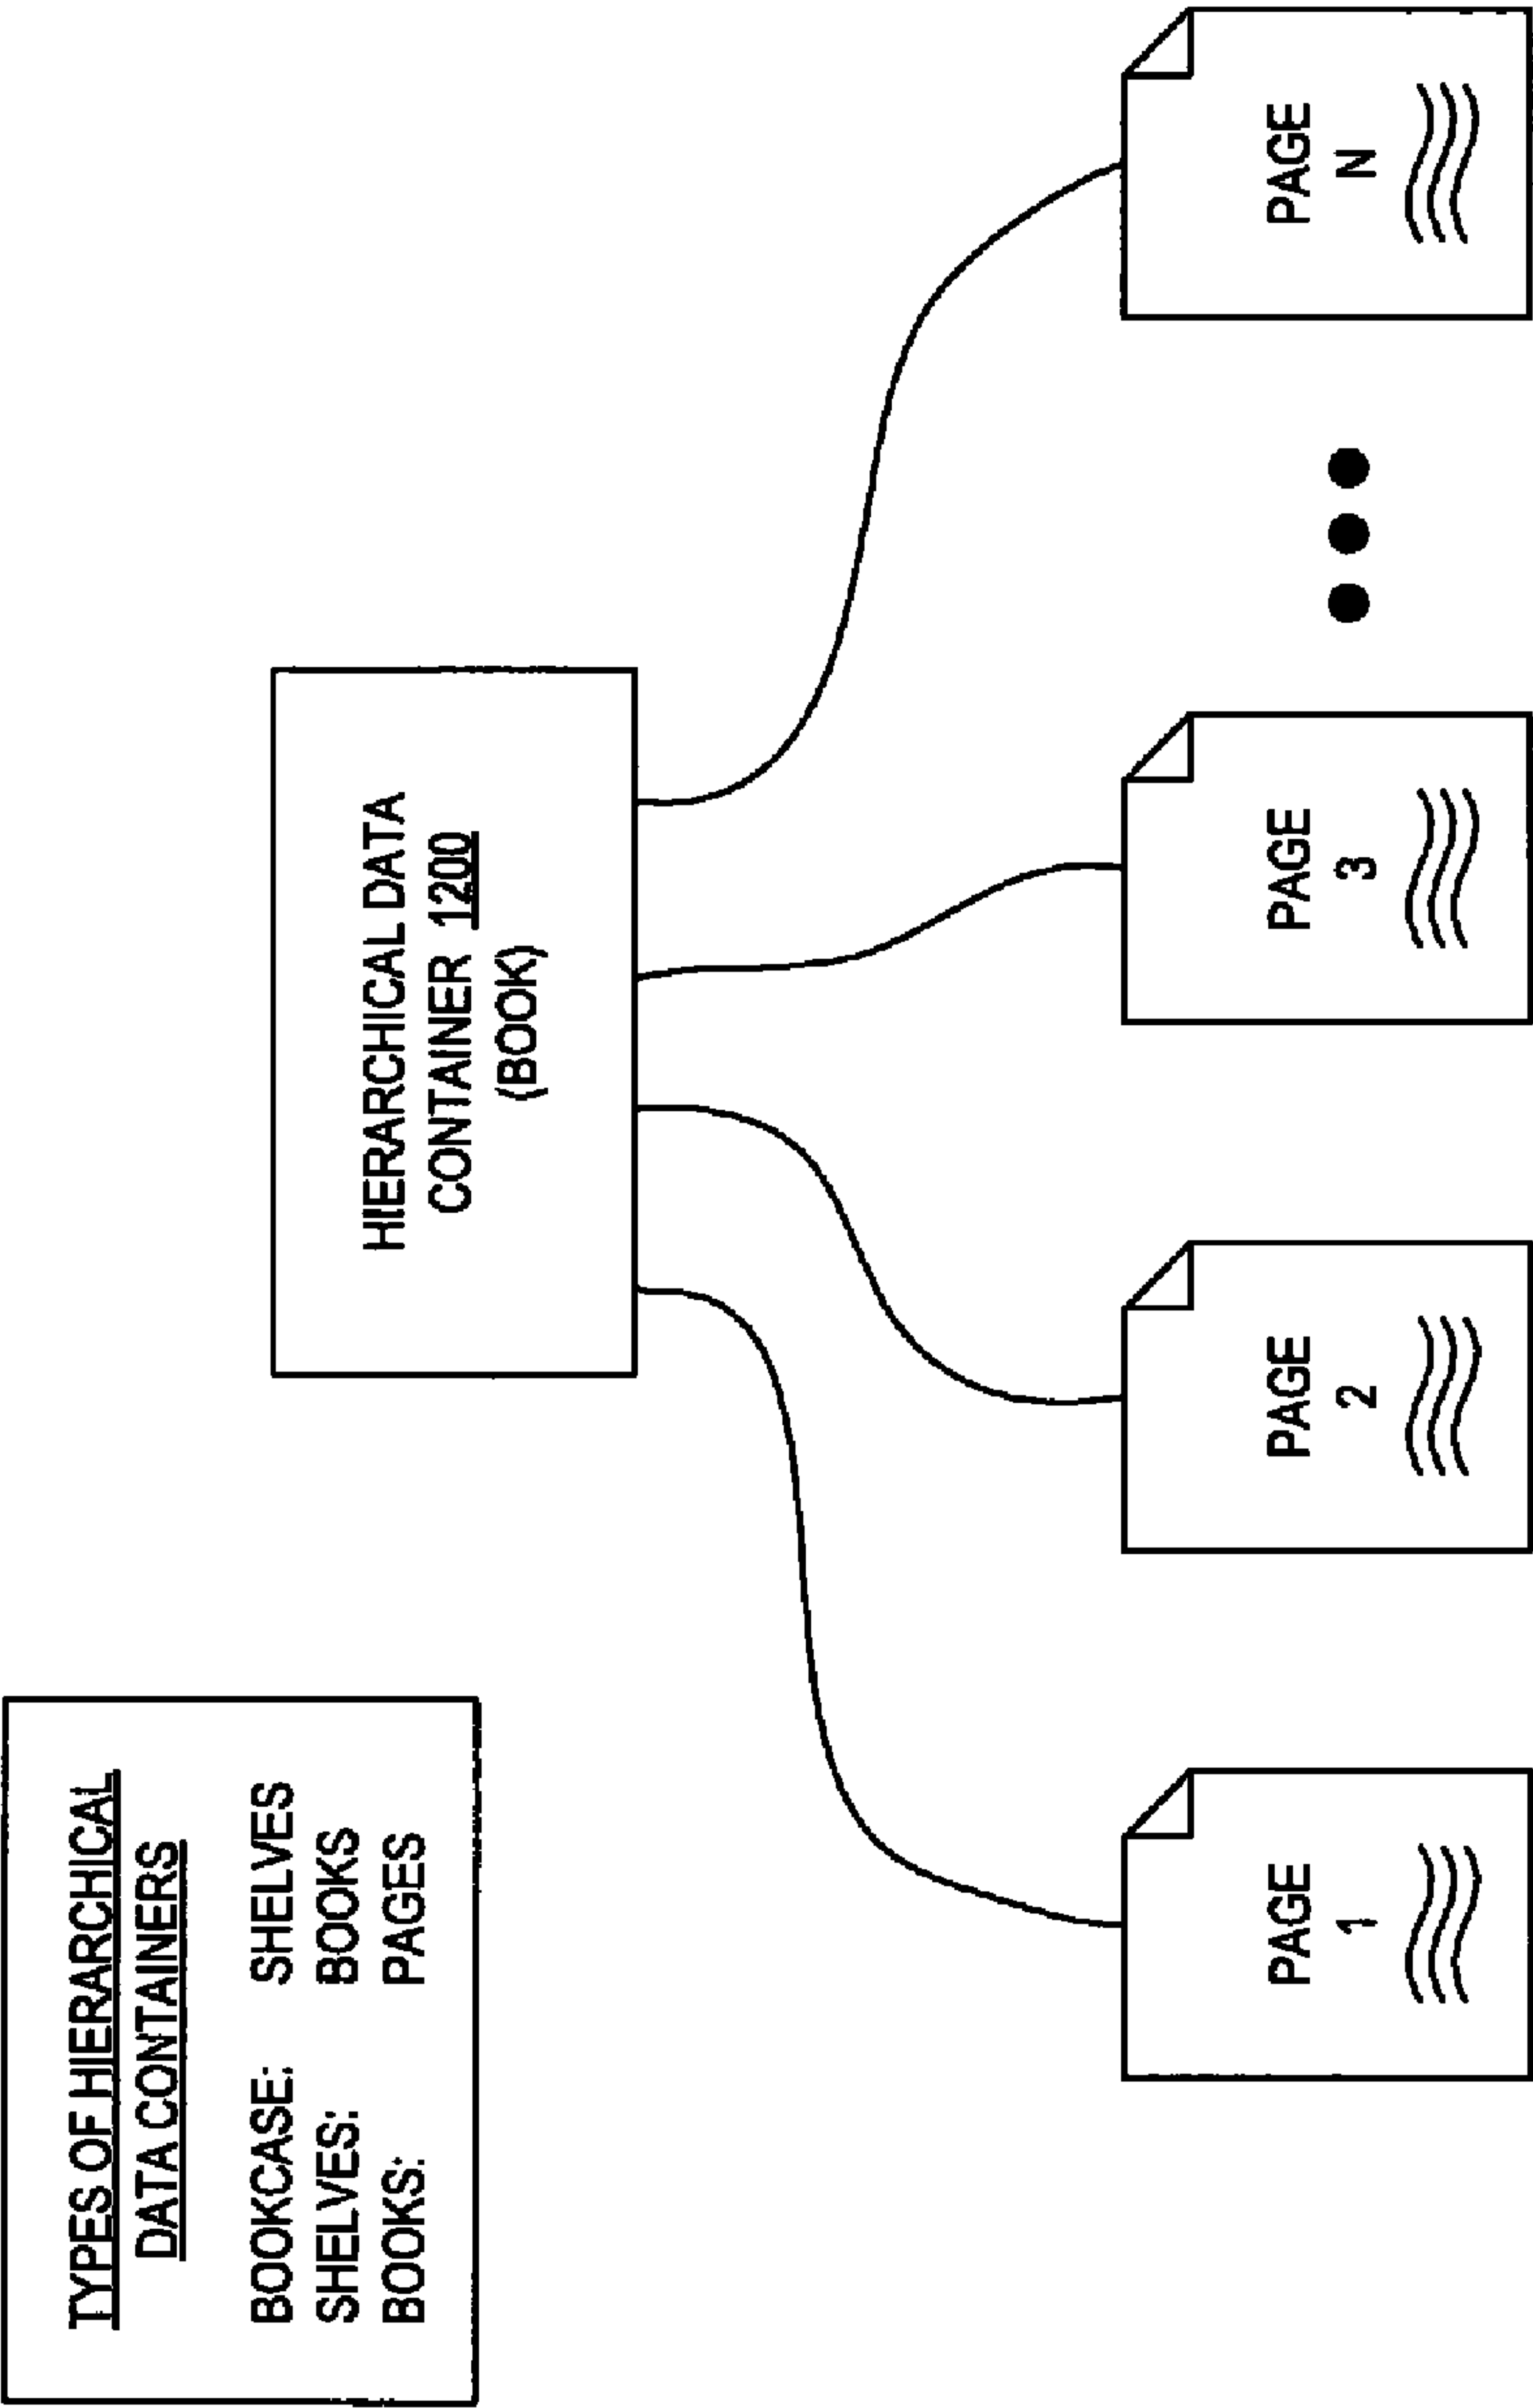 TYPES OF HIERARCHICAL
DATA CONTAINERS
BOOKCASE: SHELVES
SHELVES: BOOKS
BOOKS: PAGES
HIERARCHICAL DATA
CONTAINER 1200
(BOOK)
PAGE
1
PAGE
2
PAGE
3
PAGE
N